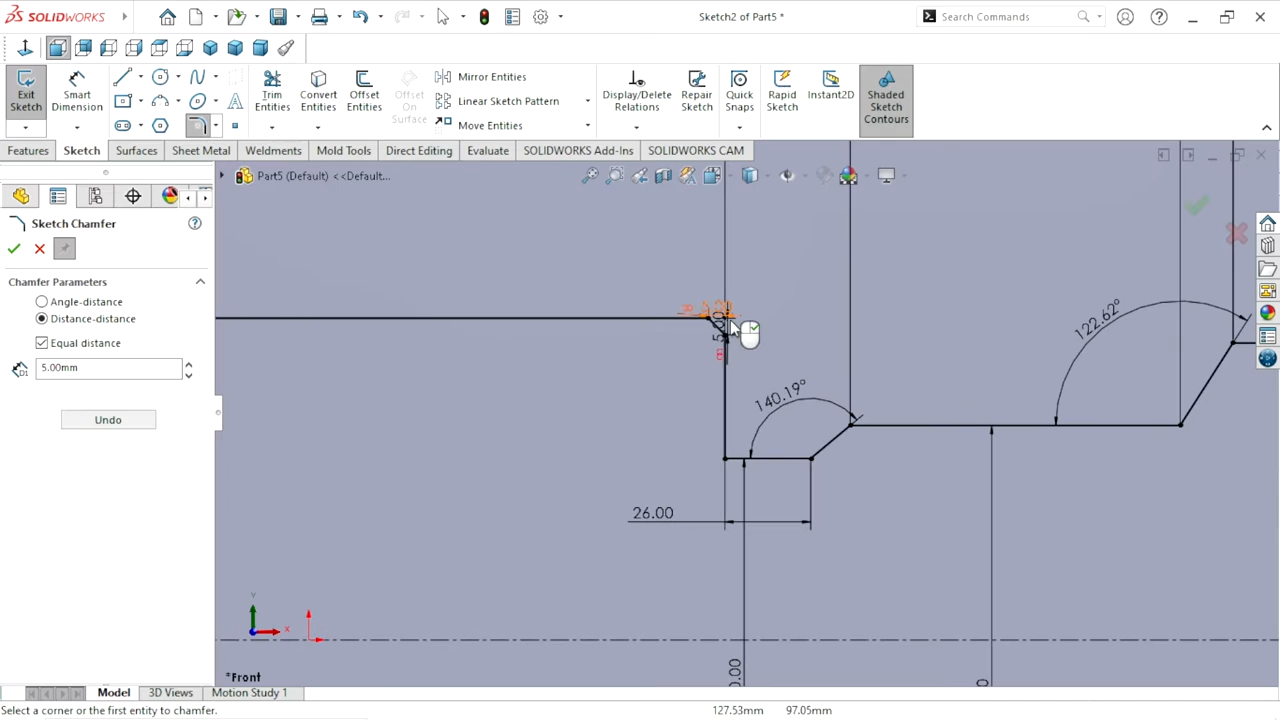 SOLIDWORKS
Sketch2 of Part5 *
Search Commands
Exit Sketch
Smart Dimension
Trim Entities
Convert Entities
Offset Entities
Offset On Surface
Mirror Entities
Linear Sketch Pattern
Move Entities
Display/Delete Relations
Repair Sketch
Quick Snaps
Rapid Sketch
Instant2D
Shaded Sketch Contours
Features
Sketch
Surfaces
Sheet Metal
Weldments
Mold Tools
Direct Editing
Evaluate
SOLIDWORKS Add-Ins
SOLIDWORKS CAM
Part5 (Default) <<Default...
Sketch Chamfer
Chamfer Parameters
Angle-distance
Distance-distance
Equal distance
5.00mm
Undo
5.00
122.62°
140.19°
26.00
Y
X
*Front
Model
3D Views
Motion Study 1
Select a corner or the first entity to chamfer.
127.53mm
97.05mm